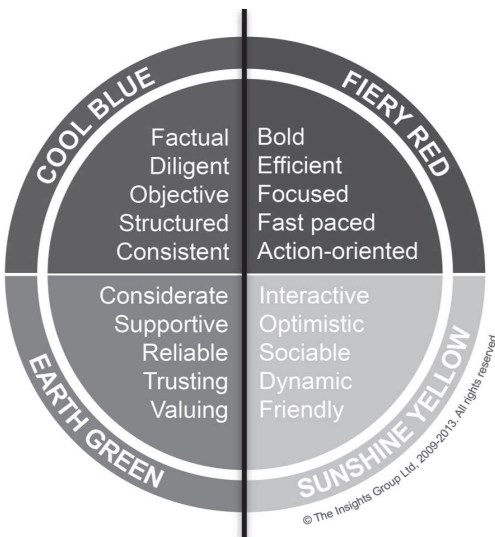 COOL BLUE
Factual
Diligent
Objective
Structured
Consistent
FIERY RED
Bold
Efficient
Focused
Fast paced
Action-oriented
EARTH GREEN
Considerate
Supportive
Reliable
Trusting
Valuing
SUNSHINE YELLOW
Interactive
Optimistic
Sociable
Dynamic
Friendly
© The Insights Group Ltd, 2009-2013. All rights reserved